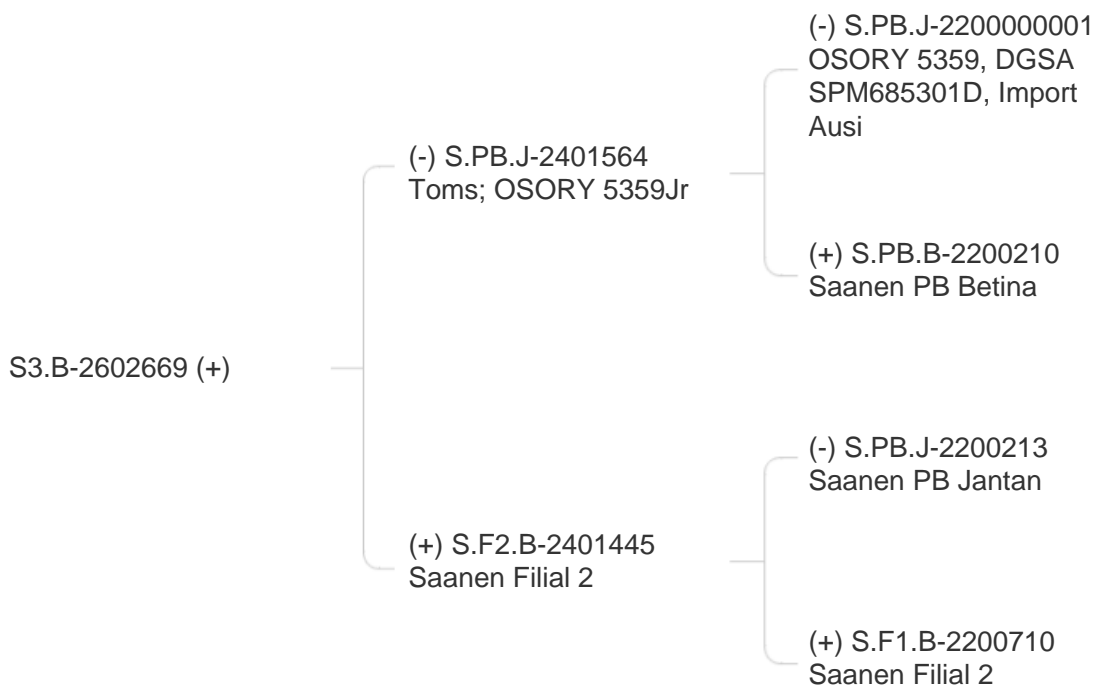 (-) S.PB.J-2200000001
OSORY 5359, DGSA
SPM685301D, Import
Ausi
(-) S.PB.J-2401564
Toms; OSORY 5359Jr
(+) S.PB.B-2200210
Saanen PB Betina
S3.B-2602669 (+)
(-) S.PB.J-2200213
Saanen PB Jantan
(+) S.F2.B-2401445
Saanen Filial 2
(+) S.F1.B-2200710
Saanen Filial 2